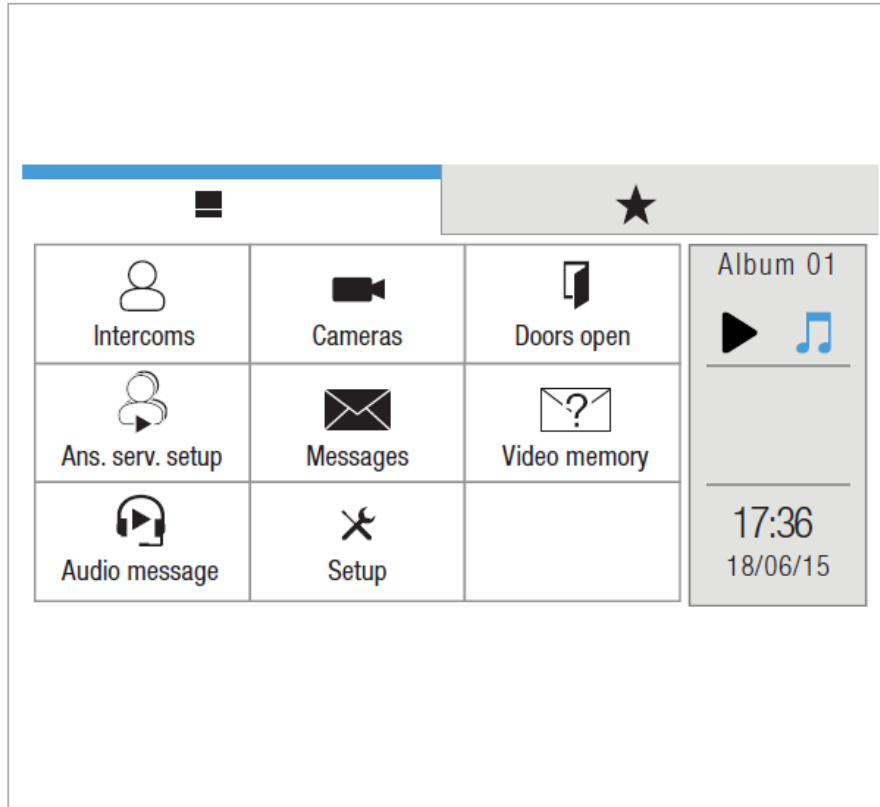 Album 01
Intercoms
Cameras
Doors open
Ans. serv. setup
Messages
?
Video memory
Audio message
Setup
17:36
18/06/15